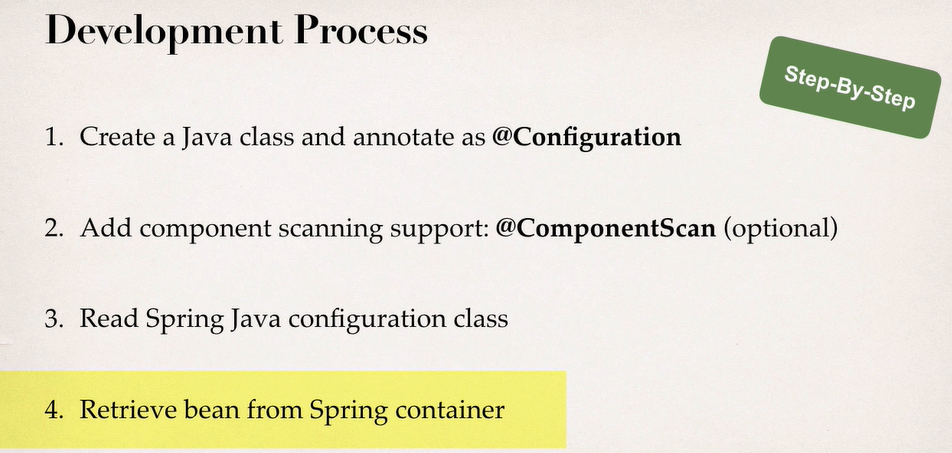 Development Process
Step-By-Step
1. Create a Java class and annotate as @Configuration
2. Add component scanning support: @ComponentScan (optional)
3. Read Spring Java configuration class
4. Retrieve bean from Spring container